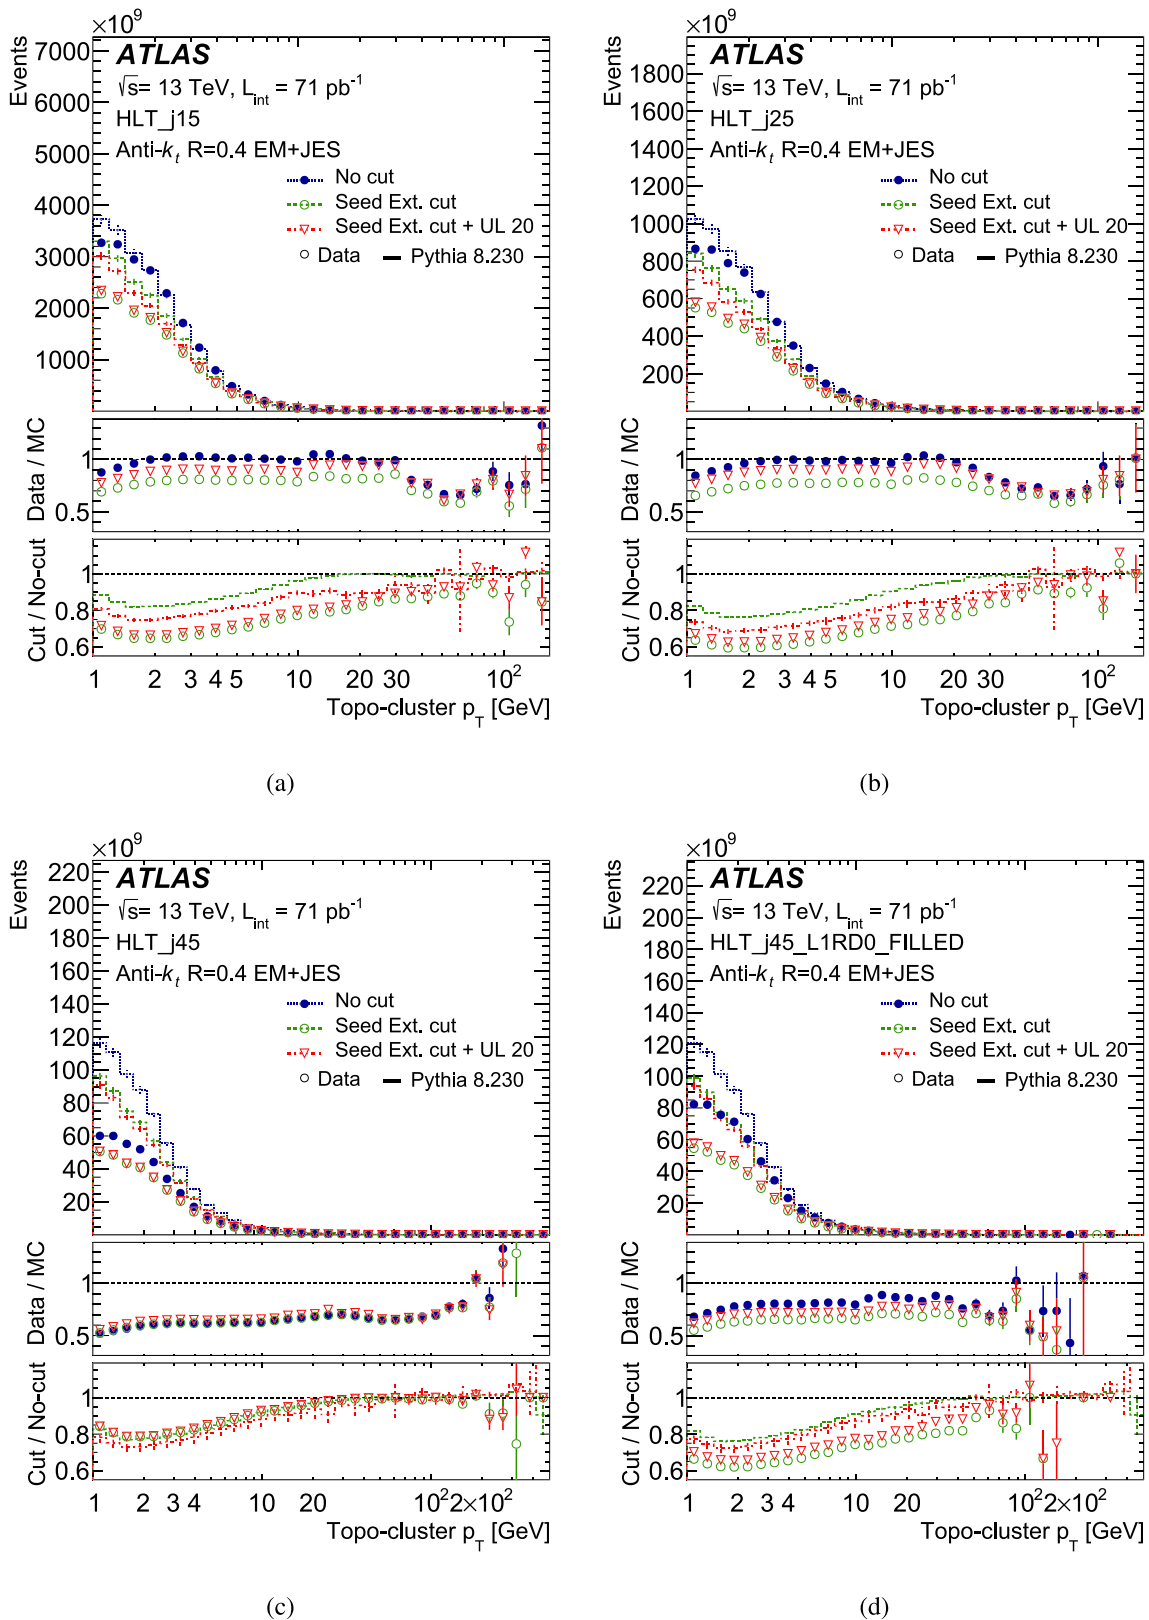 ×10⁹
Events
7000
6000
5000
4000
3000
2000
1000
ATLAS
√s= 13 TeV, L_int = 71 pb⁻¹
HLT_j15
Anti-k_t R=0.4 EM+JES
No cut
Seed Ext. cut
Seed Ext. cut + UL 20
Data Pythia 8.230
Data / MC
1
0.5
Cut / No-cut
1
0.8
0.6
1 2 3 4 5 10 20 30 10²
Topo-cluster p_T [GeV]
(a)
×10⁹
Events
1800
1600
1400
1200
1000
800
600
400
200
ATLAS
√s= 13 TeV, L_int = 71 pb⁻¹
HLT_j25
Anti-k_t R=0.4 EM+JES
No cut
Seed Ext. cut
Seed Ext. cut + UL 20
Data Pythia 8.230
Data / MC
1
0.5
Cut / No-cut
1
0.8
0.6
1 2 3 4 5 10 20 30 10²
Topo-cluster p_T [GeV]
(b)
×10⁹
Events
220
200
180
160
140
120
100
80
60
40
20
ATLAS
√s= 13 TeV, L_int = 71 pb⁻¹
HLT_j45
Anti-k_t R=0.4 EM+JES
No cut
Seed Ext. cut
Seed Ext. cut + UL 20
Data Pythia 8.230
Data / MC
1
0.5
Cut / No-cut
1
0.8
0.6
1 2 3 4 10 20 10² 2×10²
Topo-cluster p_T [GeV]
(c)
×10⁹
Events
220
200
180
160
140
120
100
80
60
40
20
ATLAS
√s= 13 TeV, L_int = 71 pb⁻¹
HLT_j45_L1RD0_FILLED
Anti-k_t R=0.4 EM+JES
No cut
Seed Ext. cut
Seed Ext. cut + UL 20
Data Pythia 8.230
Data / MC
1
0.5
Cut / No-cut
1
0.8
0.6
1 2 3 4 10 20 10² 2×10²
Topo-cluster p_T [GeV]
(d)